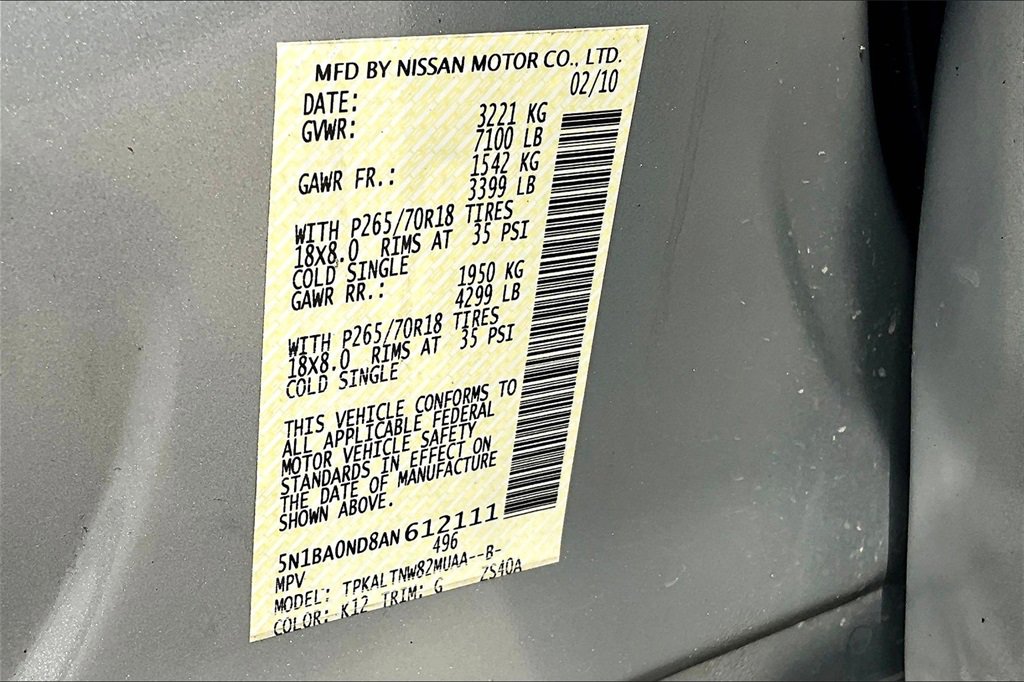 MFD BY NISSAN MOTOR CO., LTD.
DATE: 02/10
GVWR: 3221 KG
7100 LB
GAWR FR.: 1542 KG
3399 LB
WITH P265/70R18 TIRES
18X8.0 RIMS AT 35 PSI
COLD SINGLE
GAWR RR.: 1950 KG
4299 LB
WITH P265/70R18 TIRES
18X8.0 RIMS AT 35 PSI
COLD SINGLE
THIS VEHICLE CONFORMS TO
ALL APPLICABLE FEDERAL
MOTOR VEHICLE SAFETY
STANDARDS IN EFFECT ON
THE DATE OF MANUFACTURE
SHOWN ABOVE.
5N1BA0ND8AN612111
MPV 496
MODEL: TPKALTNW82MUAA--B-
COLOR: K12 TRIM: G ZS40A